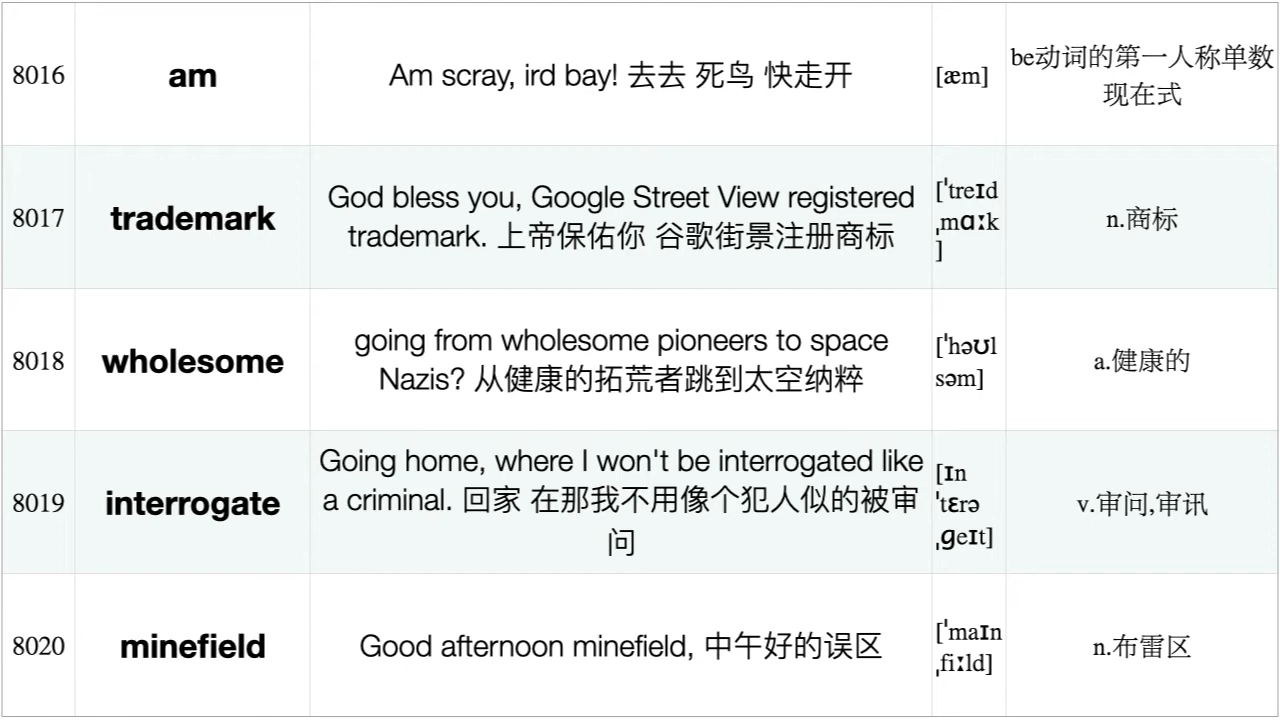 8016 am Am scray, ird bay! 去去 死鸟 快走开 [æm] be动词的第一人称单数
现在式
8017 trademark God bless you, Google Street View registered
trademark. 上帝保佑你 谷歌街景注册商标 [ˈtreɪd
ˌmɑːk
] n.商标
8018 wholesome going from wholesome pioneers to space
Nazis? 从健康的拓荒者跳到太空纳粹 [ˈhəʊl
səm] a.健康的
8019 interrogate Going home, where I won't be interrogated like
a criminal. 回家 在那我不用像个犯人似的被审
问 [ɪn
ˈtɛrə
ˌɡeɪt] v.审问,审讯
8020 minefield Good afternoon minefield, 中午好的误区 [ˈmaɪn
ˌfiːld] n.布雷区